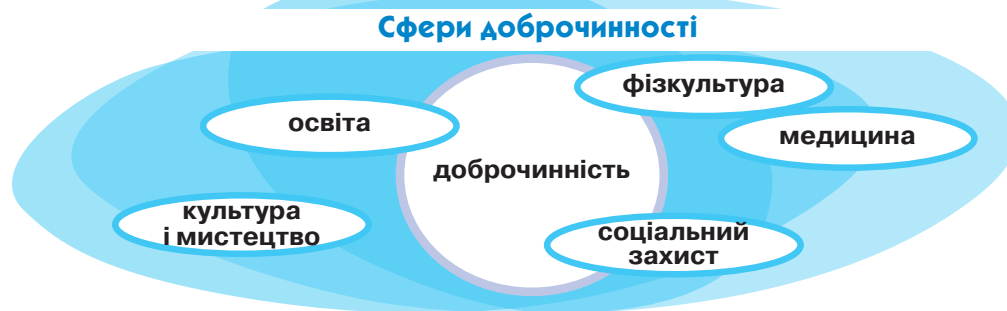 Сфери доброчинності
фізкультура
освіта
медицина
доброчинність
культура
і мистецтво
соціальний
захист